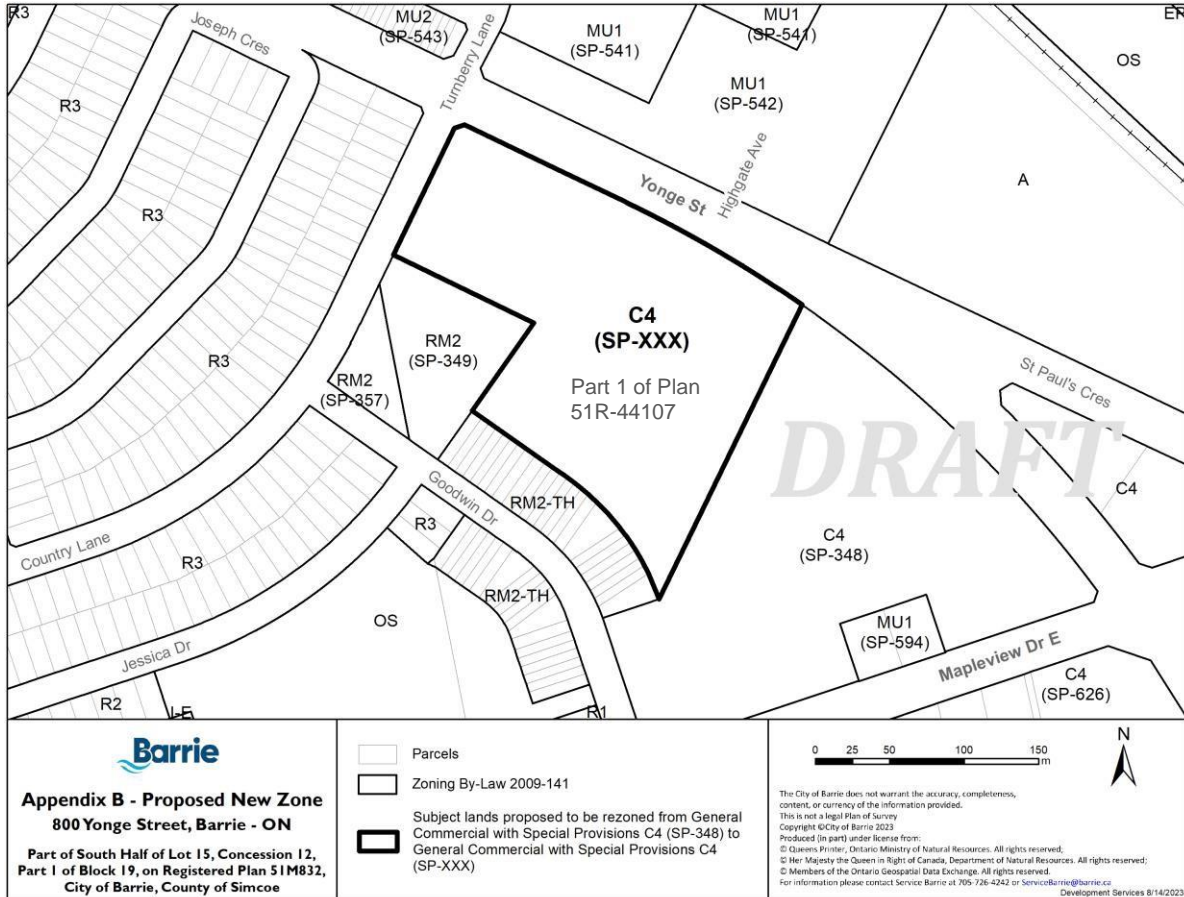 R3
Joseph Cres
MU2
(SP-543)
Turnberry Lane
MU1
(SP-541)
MU1
(SP-541)
OS
MU1
(SP-542)
R3
A
Highgate Ave
Yonge St
R3
C4
(SP-XXX)
Part 1 of Plan
51R-44107
RM2
(SP-349)
R3
RM2
(SP-357)
St Paul's Cres
DRAFT
C4
Goodwin Dr
RM2-TH
R3
C4
(SP-348)
Country Lane
R3
RM2-TH
OS
MU1
(SP-594)
Mapleview Dr E
Jessica Dr
C4
(SP-626)
R2
R1
Barrie
Appendix B - Proposed New Zone
800 Yonge Street, Barrie - ON
Part of South Half of Lot 15, Concession 12,
Part 1 of Block 19, on Registered Plan 51M832,
City of Barrie, County of Simcoe
Parcels
Zoning By-Law 2009-141
Subject lands proposed to be rezoned from General
Commercial with Special Provisions C4 (SP-348) to
General Commercial with Special Provisions C4
(SP-XXX)
0 25 50 100 150
m
N
The City of Barrie does not warrant the accuracy, completeness,
content, or currency of the information provided.
This is not a legal Plan of Survey
Copyright ©City of Barrie 2023
Produced (in part) under license from:
© Queens Printer, Ontario Ministry of Natural Resources. All rights reserved;
© Her Majesty the Queen in Right of Canada, Department of Natural Resources. All rights reserved;
© Members of the Ontario Geospatial Data Exchange. All rights reserved.
For information please contact Service Barrie at 705-726-4242 or ServiceBarrie@barrie.ca
Development Services 8/14/2023